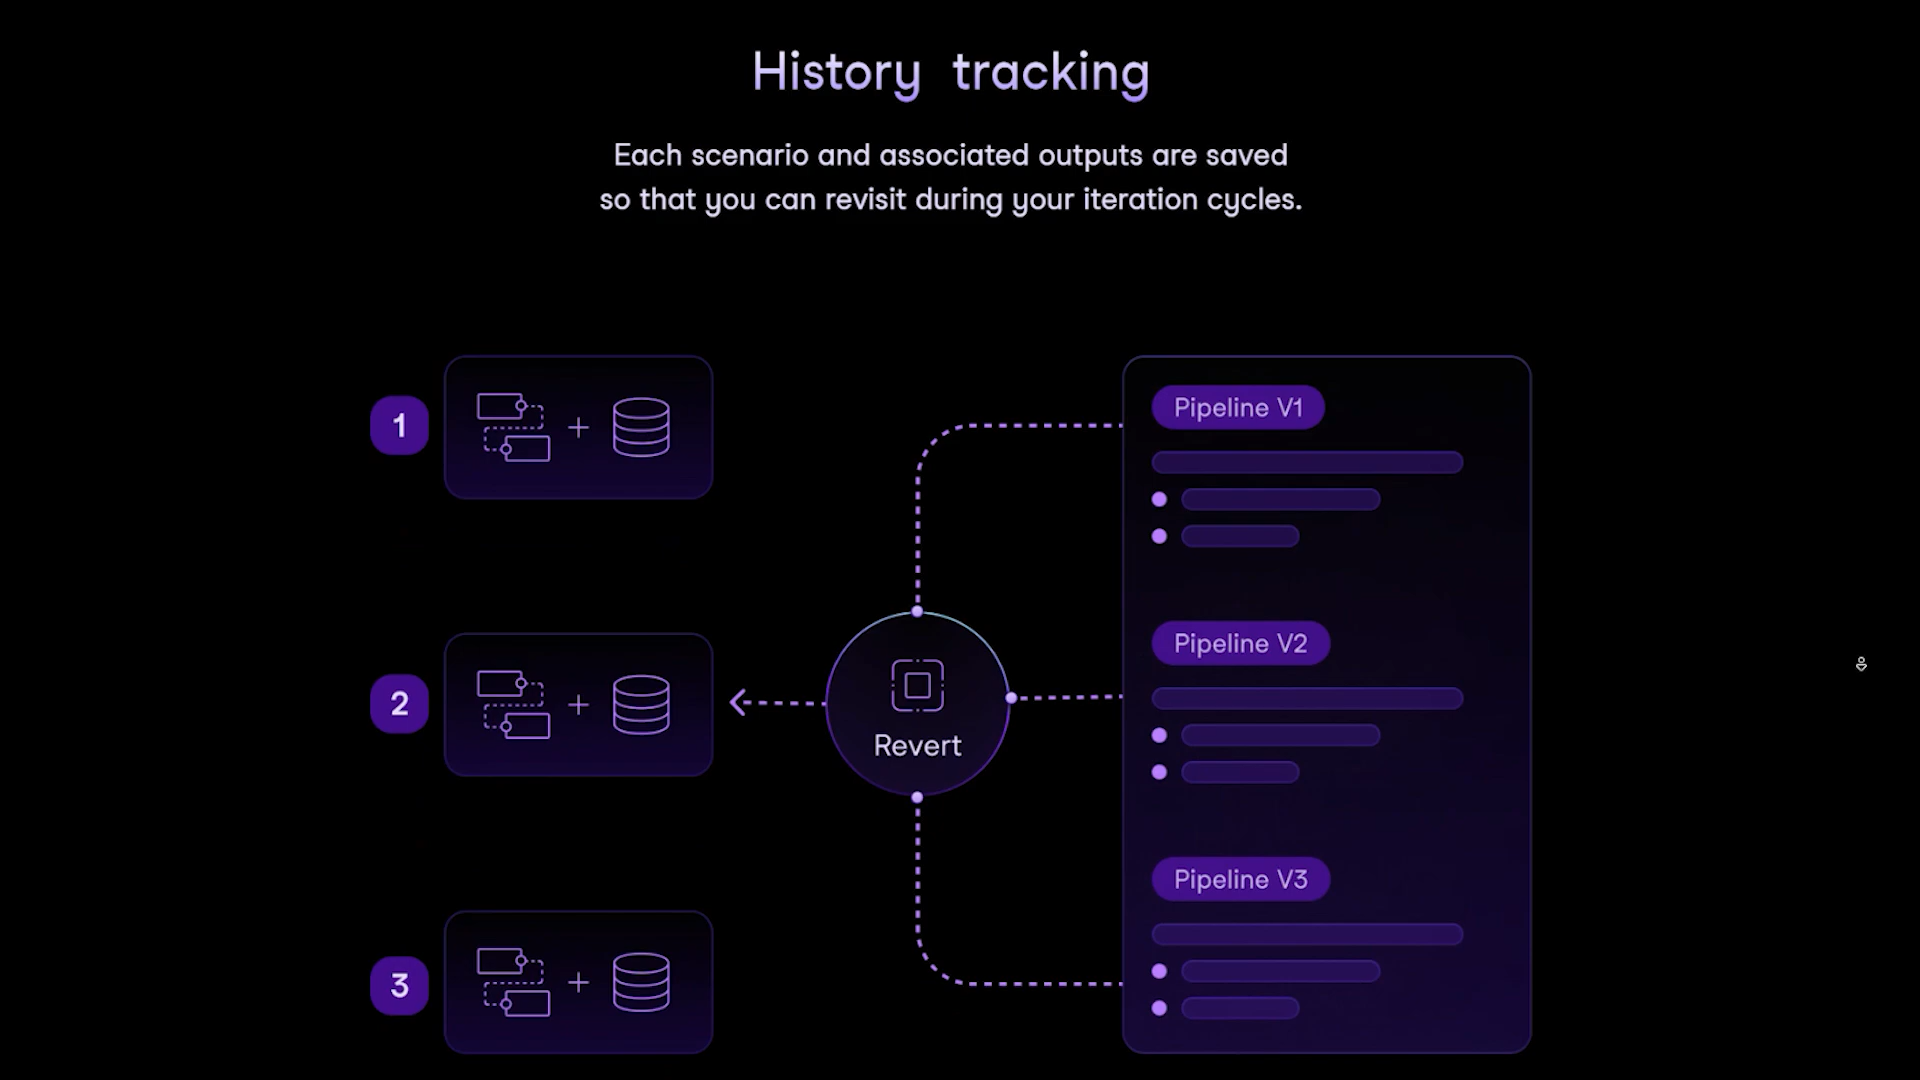 History tracking
Each scenario and associated outputs are saved
so that you can revisit during your iteration cycles.
1
Pipeline V1
2
Revert
Pipeline V2
3
Pipeline V3